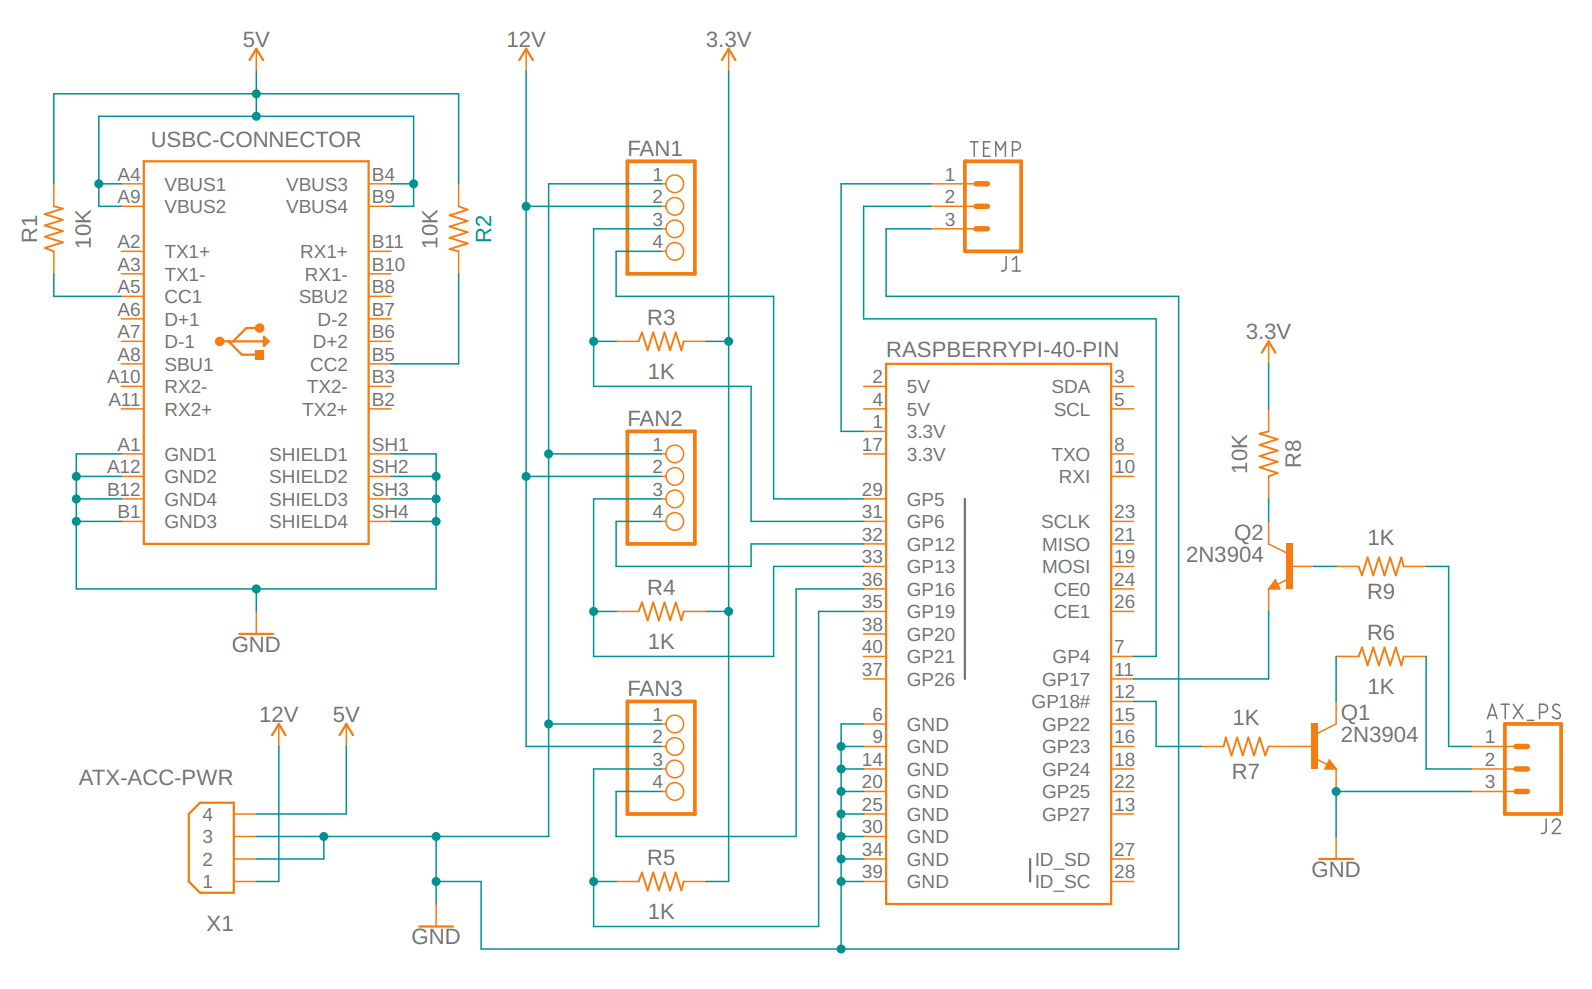 5V
12V
3.3V
USBC-CONNECTOR
A4 VBUS1 VBUS3 B4
A9 VBUS2 VBUS4 B9
A2 TX1+ RX1+ B11
A3 TX1- RX1- B10
A5 CC1 SBU2 B8
A6 D+1 D-2 B7
A7 D-1 D+2 B6
A8 SBU1 CC2 B5
A10 RX2- TX2- B3
A11 RX2+ TX2+ B2
A1 GND1 SHIELD1 SH1
A12 GND2 SHIELD2 SH2
B12 GND4 SHIELD3 SH3
B1 GND3 SHIELD4 SH4
R1
10K
10K
R2
GND
12V
5V
ATX-ACC-PWR
4
3
2
1
X1
GND
FAN1
1
2
3
4
R3
1K
FAN2
1
2
3
4
R4
1K
FAN3
1
2
3
4
R5
1K
TEMP
1
2
3
J1
RASPBERRYPI-40-PIN
2 5V SDA 3
4 5V SCL 5
1 3.3V
17 3.3V TXO 8
RXI 10
29 GP5
31 GP6 SCLK 23
32 GP12 MISO 21
33 GP13 MOSI 19
36 GP16 CE0 24
35 GP19 CE1 26
38 GP20
40 GP21 GP4 7
37 GP26 GP17 11
GP18# 12
6 GND GP22 15
9 GND GP23 16
14 GND GP24 18
20 GND GP25 22
25 GND GP27 13
30 GND
34 GND ID_SD 27
39 GND ID_SC 28
3.3V
10K
R8
Q2
2N3904
1K
R9
R6
1K
Q1
2N3904
1K
R7
ATX_PS
1
2
3
J2
GND